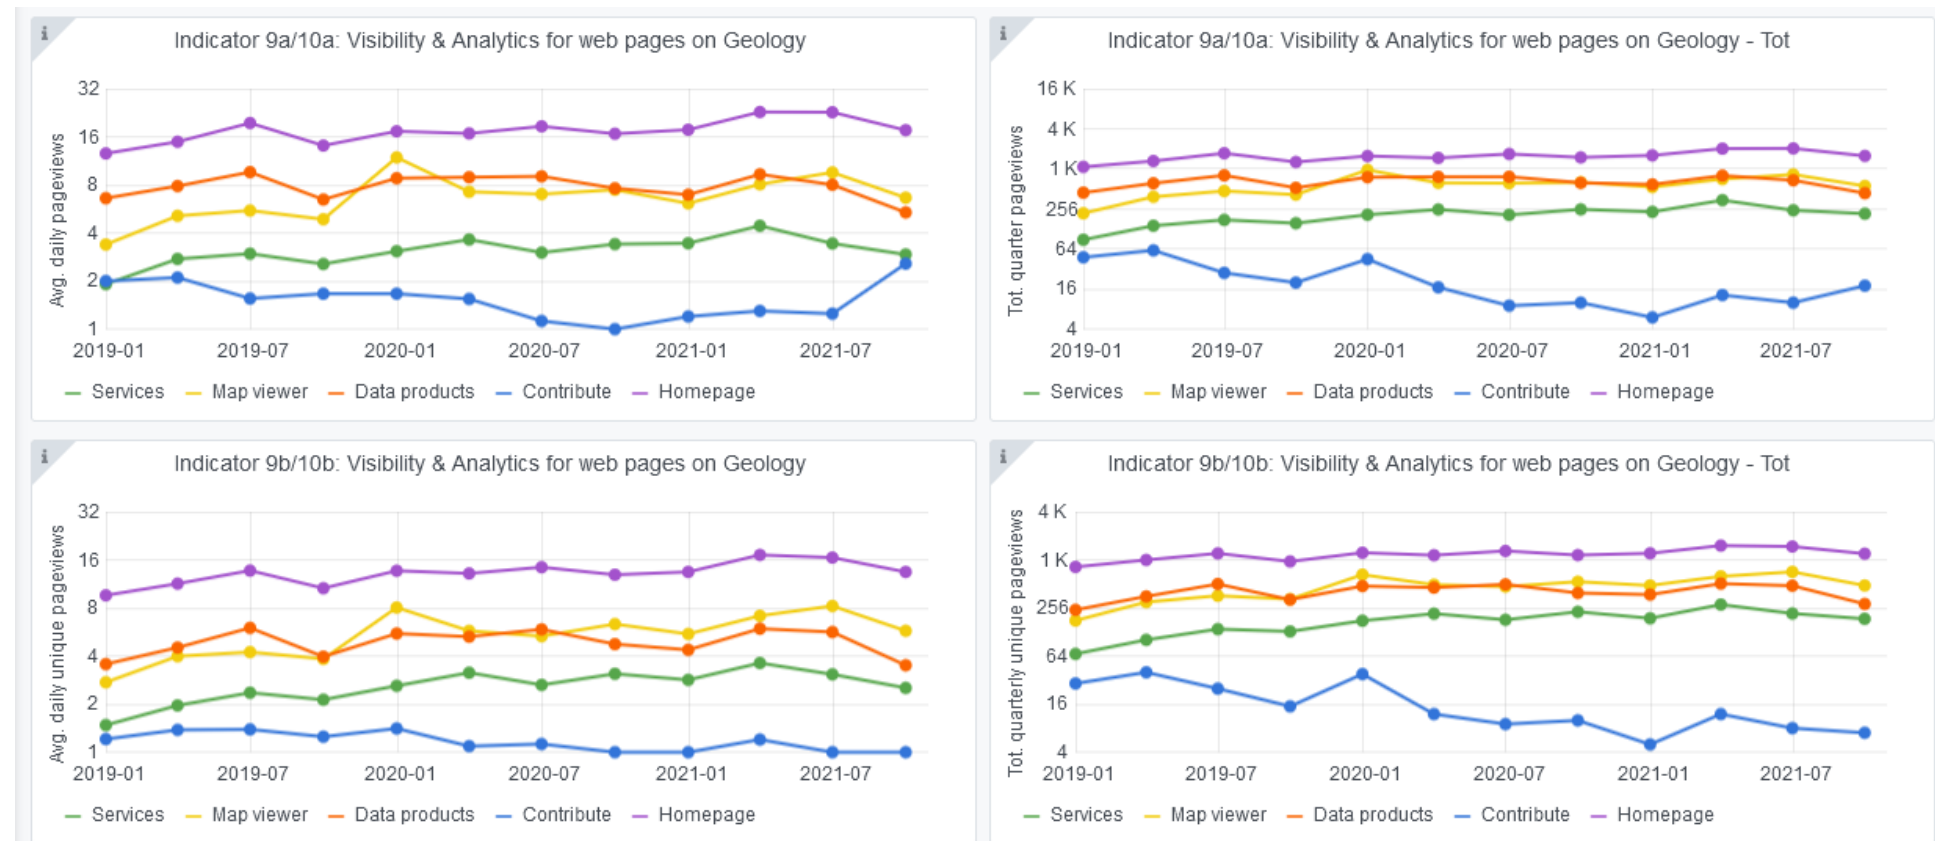 Indicator 9a/10a: Visibility & Analytics for web pages on Geology
Avg. daily pageviews
32
16
8
4
2
1
2019-01 2019-07 2020-01 2020-07 2021-01 2021-07
Services Map viewer Data products Contribute Homepage
Indicator 9a/10a: Visibility & Analytics for web pages on Geology - Tot
Tot. quarter pageviews
16 K
4 K
1 K
256
64
16
4
2019-01 2019-07 2020-01 2020-07 2021-01 2021-07
Services Map viewer Data products Contribute Homepage
Indicator 9b/10b: Visibility & Analytics for web pages on Geology
Avg. daily unique pageviews
32
16
8
4
2
1
2019-01 2019-07 2020-01 2020-07 2021-01 2021-07
Services Map viewer Data products Contribute Homepage
Indicator 9b/10b: Visibility & Analytics for web pages on Geology - Tot
Tot. quarterly unique pageviews
4 K
1 K
256
64
16
4
2019-01 2019-07 2020-01 2020-07 2021-01 2021-07
Services Map viewer Data products Contribute Homepage